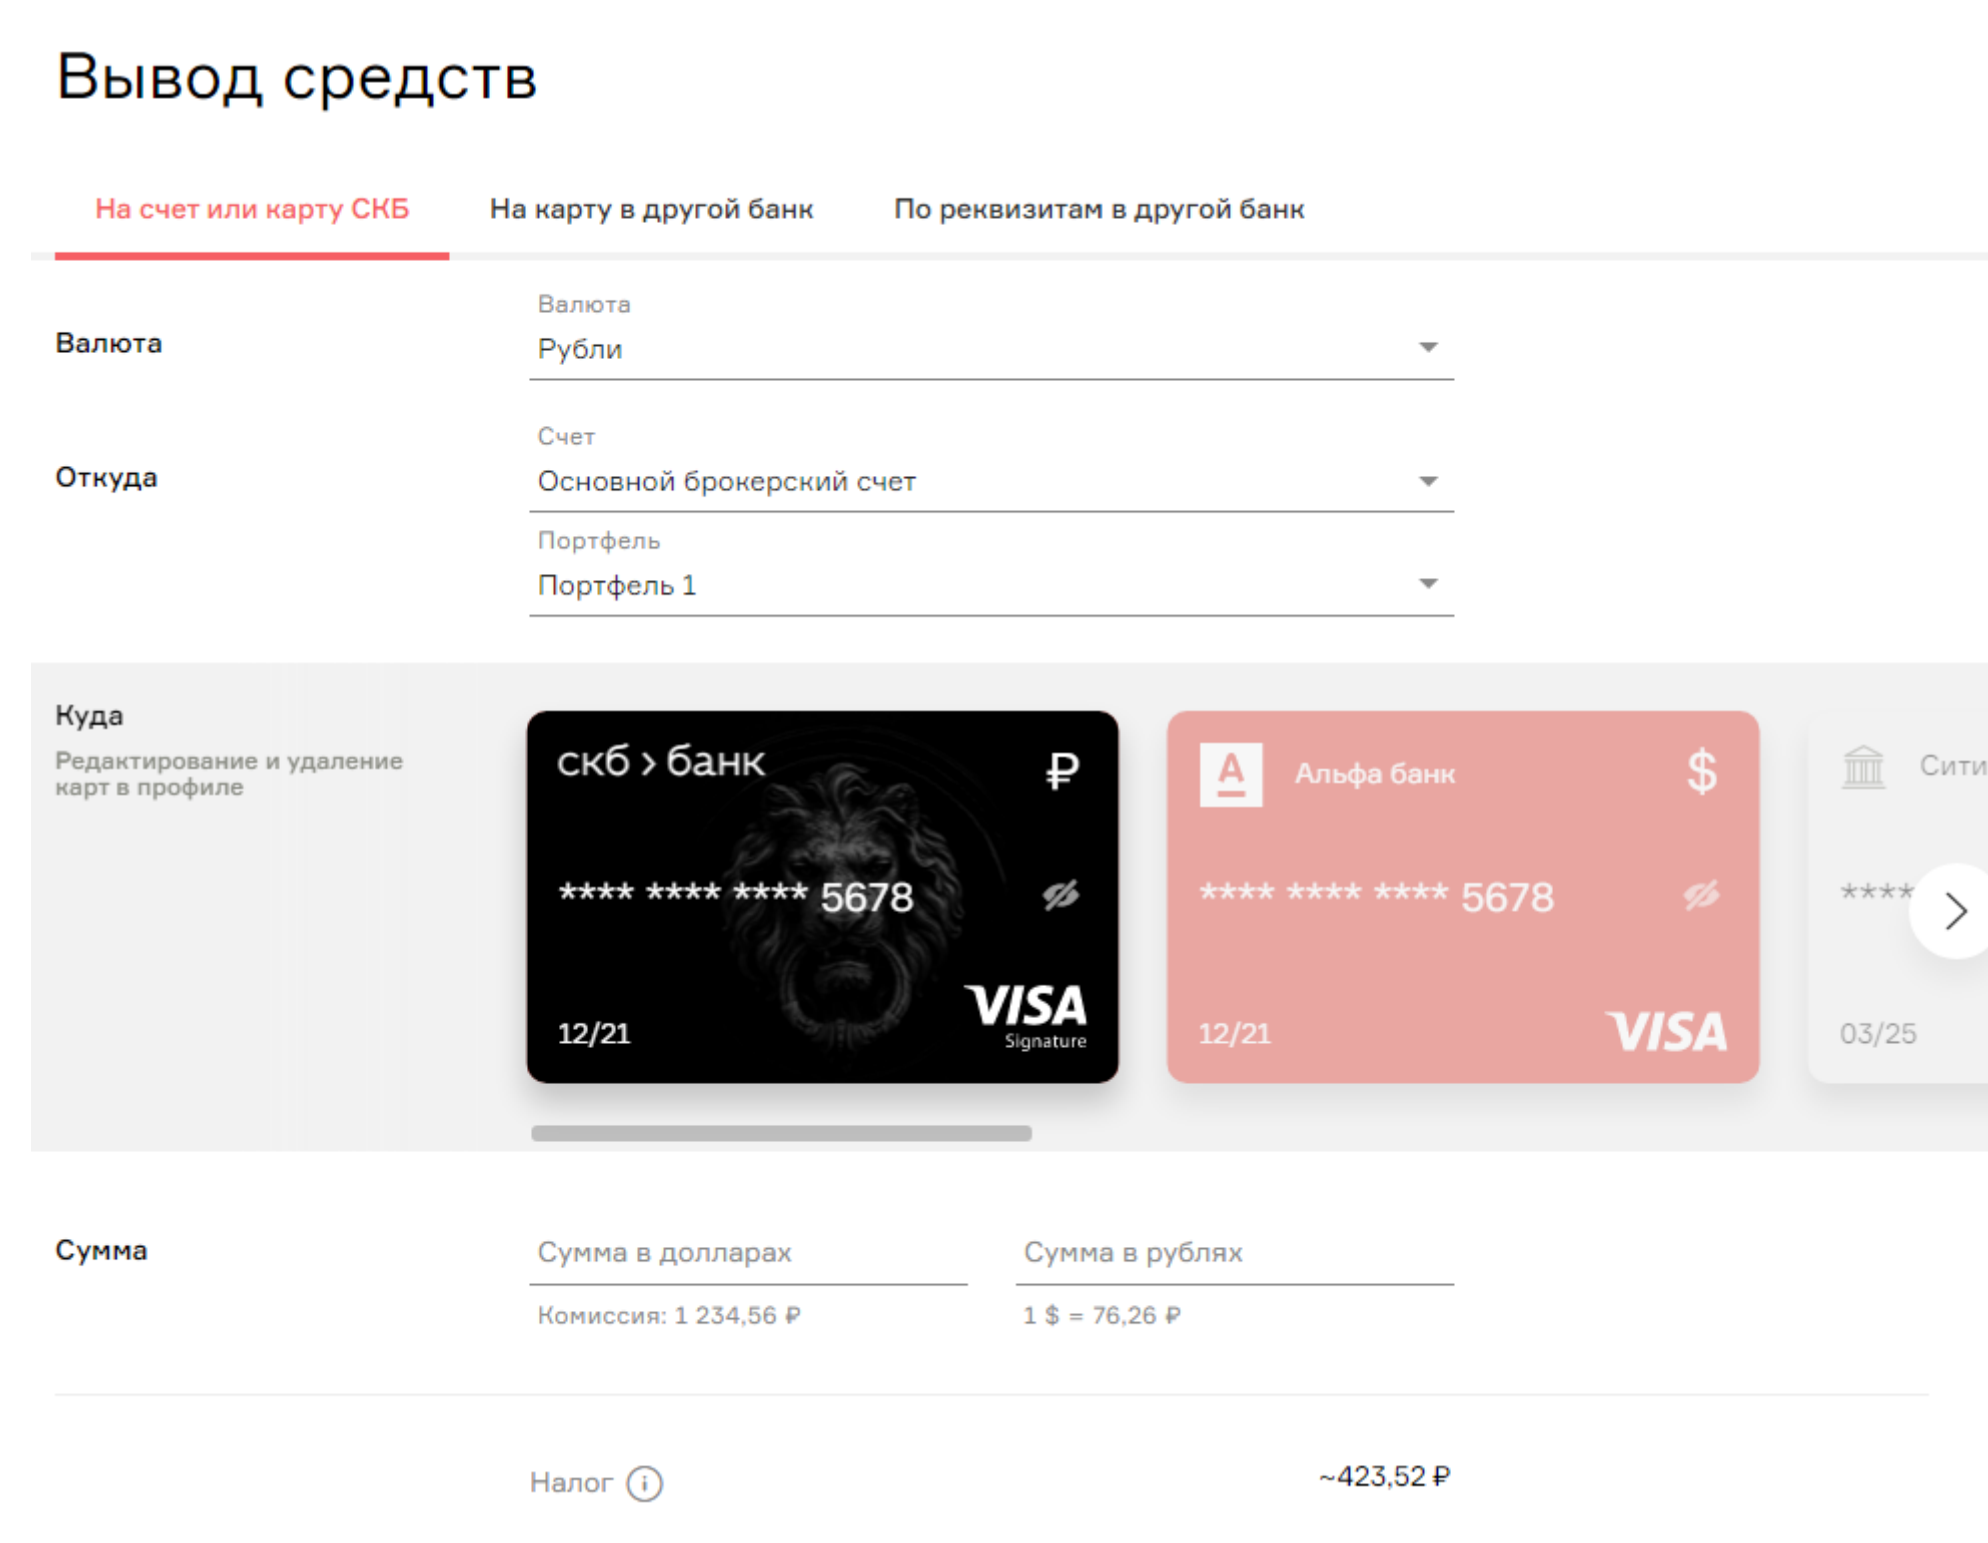 Вывод средств
На счет или карту СКБ
На карту в другой банк
По реквизитам в другой банк
Валюта
Валюта
Рубли
Откуда
Счет
Основной брокерский счет
Портфель
Портфель 1
Куда
Редактирование и удаление
карт в профиле
скб › банк ₽
**** **** **** 5678
12/21
VISA
Signature
А Альфа банк $
**** **** **** 5678
12/21
VISA
Сити
****
03/25
Сумма
Сумма в долларах
Сумма в рублях
Комиссия: 1 234,56 ₽
1 $ = 76,26 ₽
Налог i
~423,52 ₽